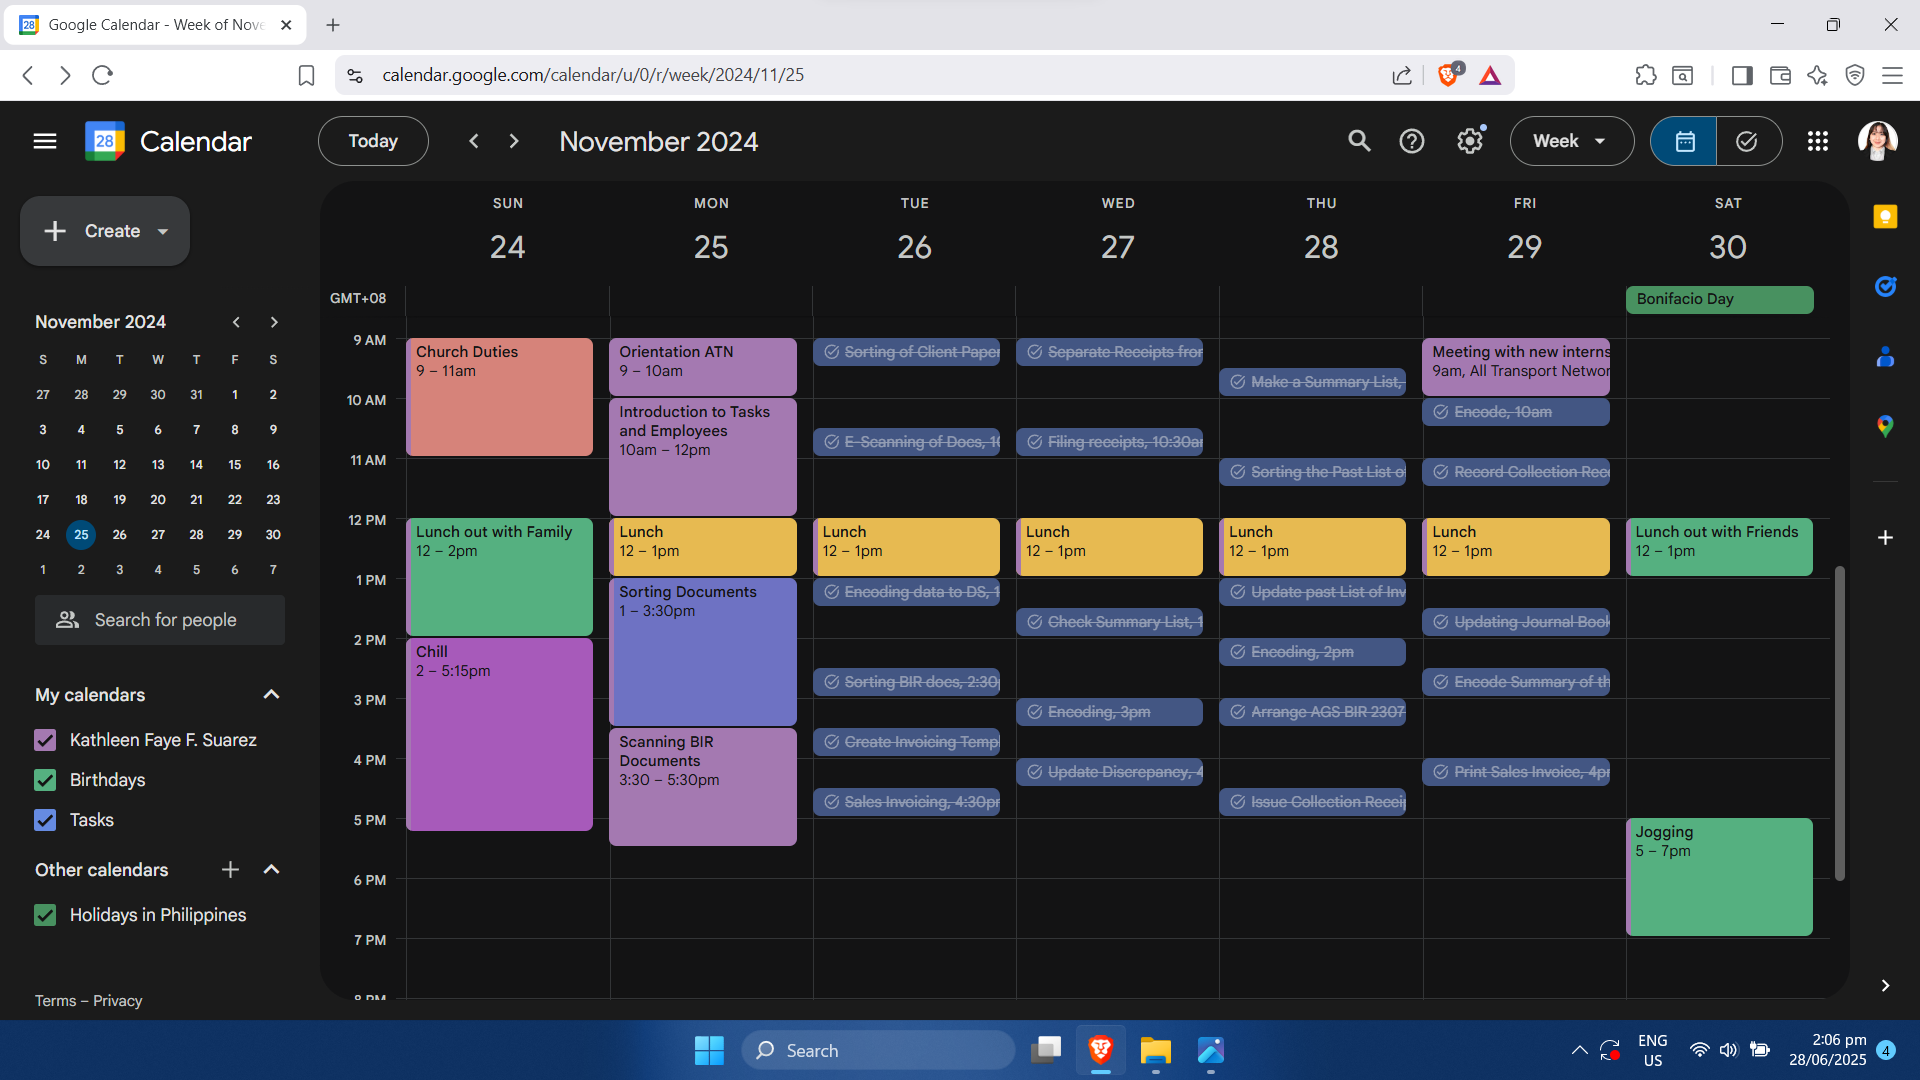 Google Calendar - Week of Nove
calendar.google.com/calendar/u/0/r/week/2024/11/25
4
28
Calendar
Today
November 2024
Week
Create
November 2024
S M T W T F S
27 28 29 30 31 1 2
3 4 5 6 7 8 9
10 11 12 13 14 15 16
17 18 19 20 21 22 23
24 25 26 27 28 29 30
1 2 3 4 5 6 7
Search for people
My calendars
Kathleen Faye F. Suarez
Birthdays
Tasks
Other calendars
Holidays in Philippines
Terms – Privacy
SUN MON TUE WED THU FRI SAT
24 25 26 27 28 29 30
GMT+08
Bonifacio Day
9 AM
10 AM
11 AM
12 PM
1 PM
2 PM
3 PM
4 PM
5 PM
6 PM
7 PM
8 PM
Church Duties
9 – 11am
Lunch out with Family
12 – 2pm
Chill
2 – 5:15pm
Orientation ATN
9 – 10am
Introduction to Tasks
and Employees
10am – 12pm
Lunch
12 – 1pm
Sorting Documents
1 – 3:30pm
Scanning BIR
Documents
3:30 – 5:30pm
Sorting of Client Paper
E-Scanning of Docs, 10
Lunch
12 – 1pm
Encoding data to DS, 1
Sorting BIR docs, 2:30
Create Invoicing Temp
Sales Invoicing, 4:30p
Separate Receipts from
Filing receipts, 10:30a
Lunch
12 – 1pm
Check Summary List, 1
Encoding, 3pm
Update Discrepancy, 4
Make a Summary List,
Sorting the Past List o
Lunch
12 – 1pm
Update past List of Inv
Encoding, 2pm
Arrange AGS BIR 2307
Issue Collection Recei
Meeting with new interns
9am, All Transport Networ
Encode, 10am
Record Collection Rec
Lunch
12 – 1pm
Updating Journal Book
Encode Summary of th
Print Sales Invoice, 4p
Lunch out with Friends
12 – 1pm
Jogging
5 – 7pm
Search
ENG
US
2:06 pm
28/06/2025
4